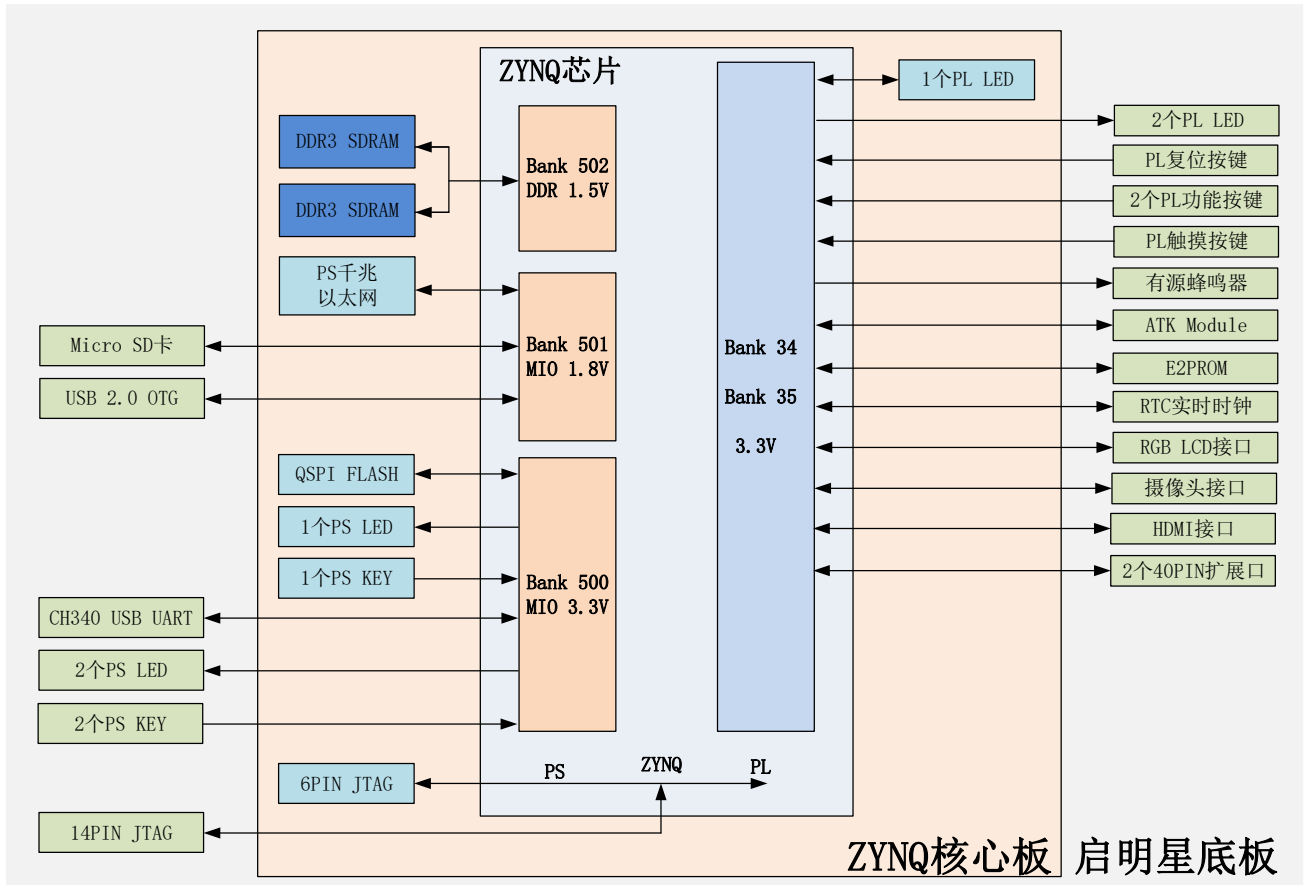 ZYNQ芯片
1个PL LED
DDR3 SDRAM
DDR3 SDRAM
Bank 502
DDR 1.5V
PS千兆
以太网
Micro SD卡
USB 2.0 OTG
Bank 501
MIO 1.8V
QSPI FLASH
1个PS LED
1个PS KEY
Bank 500
MIO 3.3V
CH340 USB UART
2个PS LED
2个PS KEY
6PIN JTAG
14PIN JTAG
PS
ZYNQ
PL
Bank 34
Bank 35
3.3V
2个PL LED
PL复位按键
2个PL功能按键
PL触摸按键
有源蜂鸣器
ATK Module
E2PROM
RTC实时时钟
RGB LCD接口
摄像头接口
HDMI接口
2个40PIN扩展口
ZYNQ核心板
启明星底板